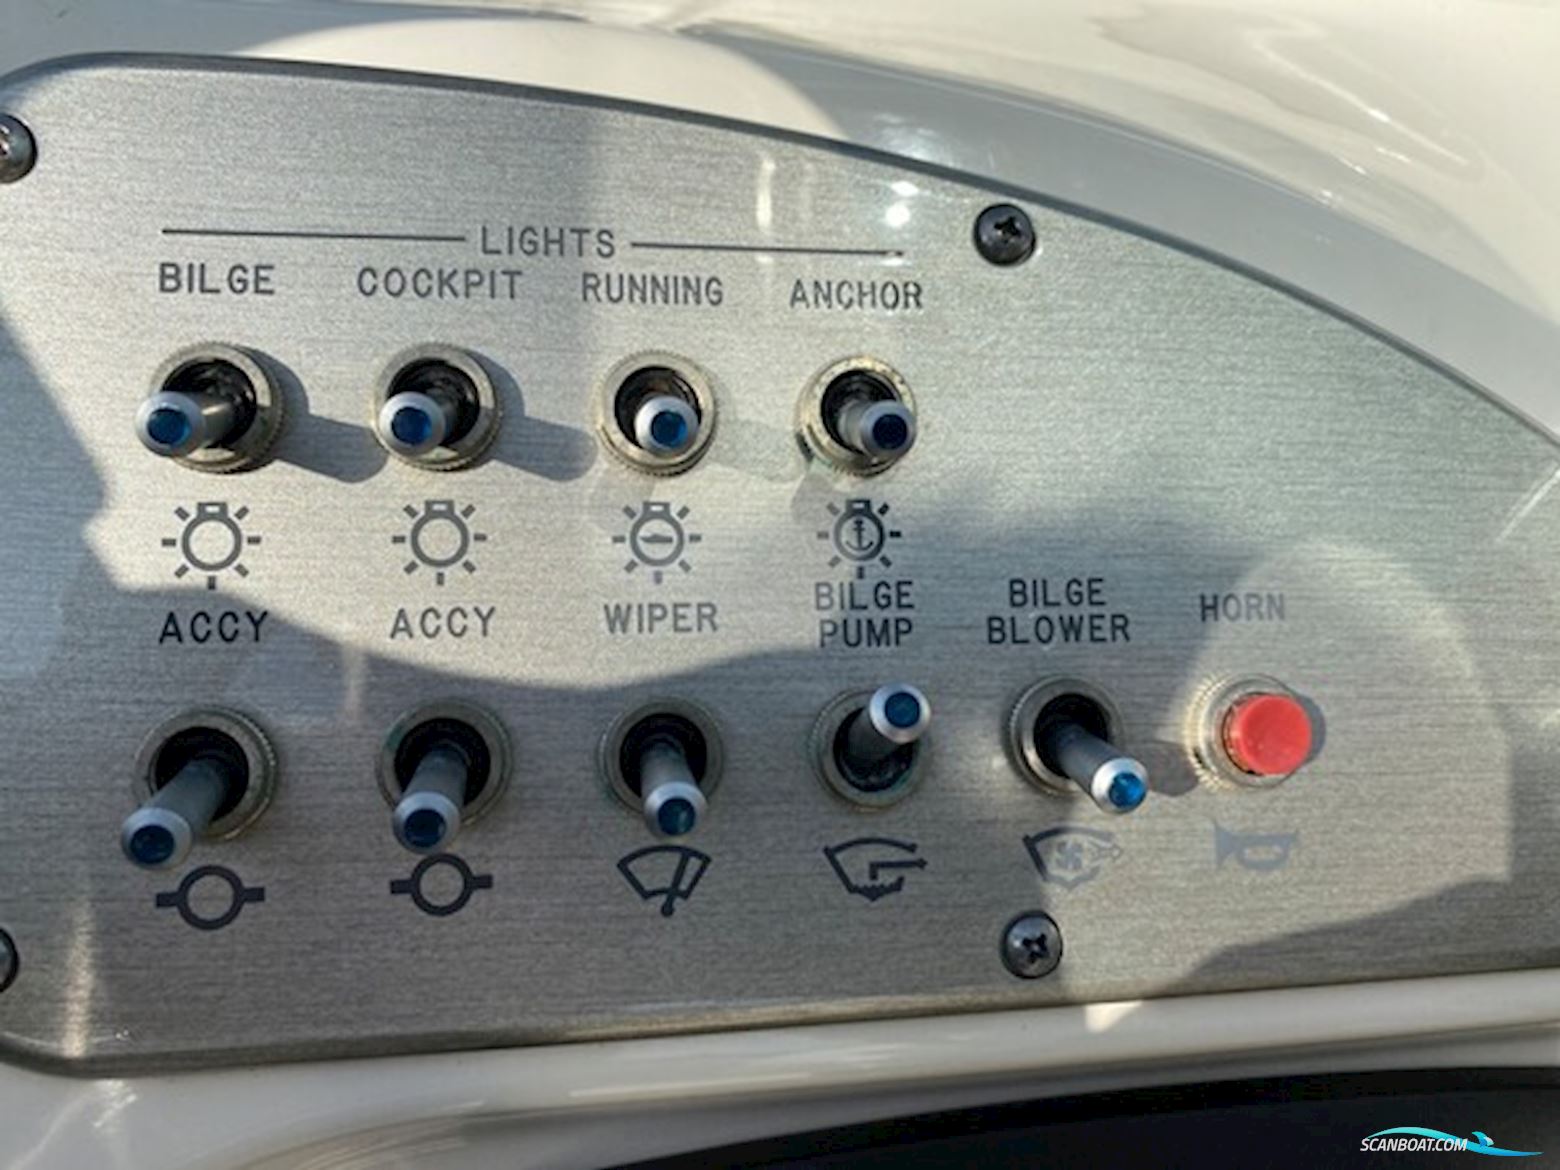 LIGHTS
BILGE COCKPIT RUNNING ANCHOR
ACCY ACCY WIPER BILGE PUMP BILGE BLOWER HORN
SCANBOAT.COM